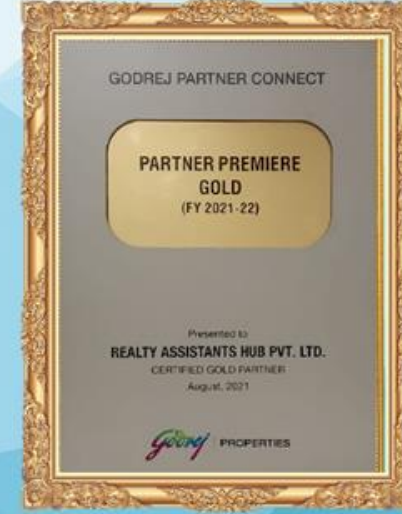 GODREJ PARTNER CONNECT
PARTNER PREMIERE
GOLD
(FY 2021-22)
Presented to
REALTY ASSISTANTS HUB PVT. LTD.
CERTIFIED GOLD PARTNER
August, 2021
Godrej PROPERTIES